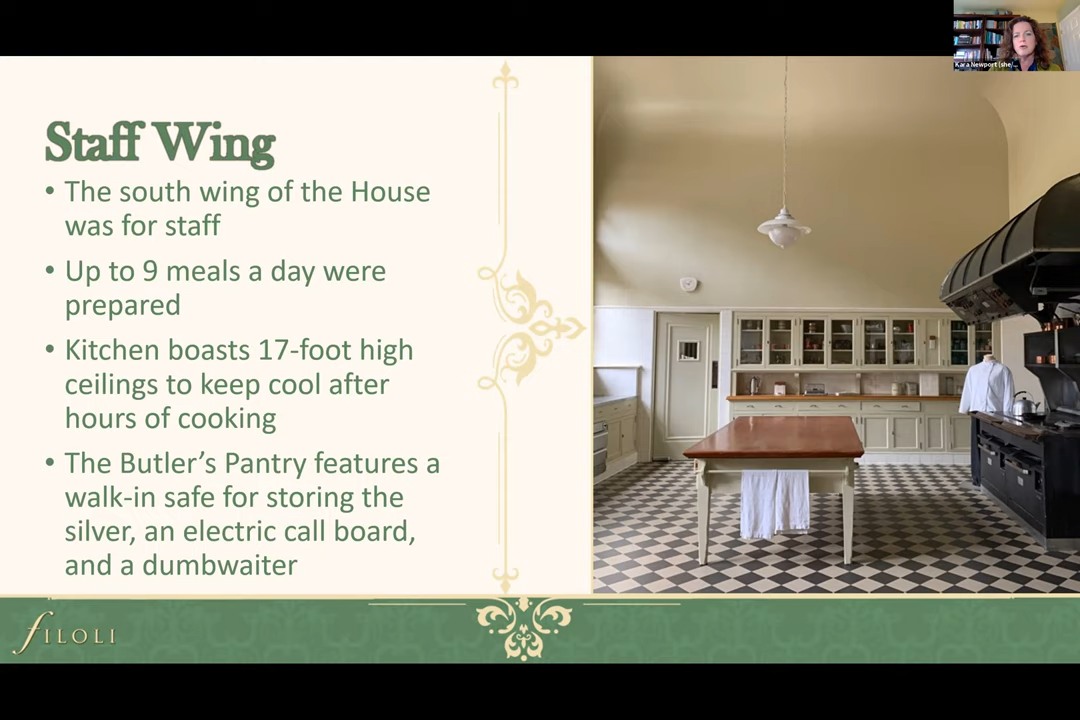 Kara Newport (she/...
Staff Wing
• The south wing of the House
was for staff
• Up to 9 meals a day were
prepared
• Kitchen boasts 17-foot high
ceilings to keep cool after
hours of cooking
• The Butler’s Pantry features a
walk-in safe for storing the
silver, an electric call board,
and a dumbwaiter
FILOLI